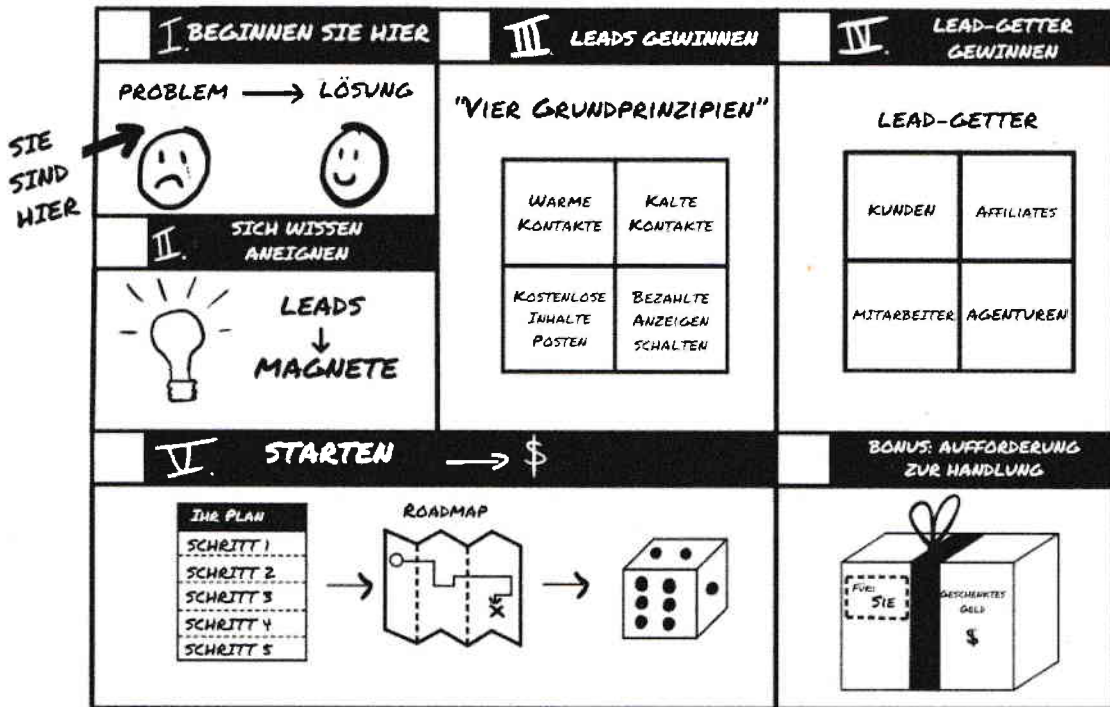 SIE
SIND
HIER
I. BEGINNEN SIE HIER
PROBLEM → LÖSUNG
II. SICH WISSEN
ANEIGNEN
LEADS
↓
MAGNETE
III. LEADS GEWINNEN
"VIER GRUNDPRINZIPIEN"
WARME
KONTAKTE
KALTE
KONTAKTE
KOSTENLOSE
INHALTE
POSTEN
BEZAHLTE
ANZEIGEN
SCHALTEN
IV. LEAD-GETTER
GEWINNEN
LEAD-GETTER
KUNDEN
AFFILIATES
MITARBEITER
AGENTUREN
V. STARTEN → $
IHR PLAN
SCHRITT 1
SCHRITT 2
SCHRITT 3
SCHRITT 4
SCHRITT 5
ROADMAP
X
BONUS: AUFFORDERUNG
ZUR HANDLUNG
FÜR:
SIE
GESCHENKTES
GELD
$